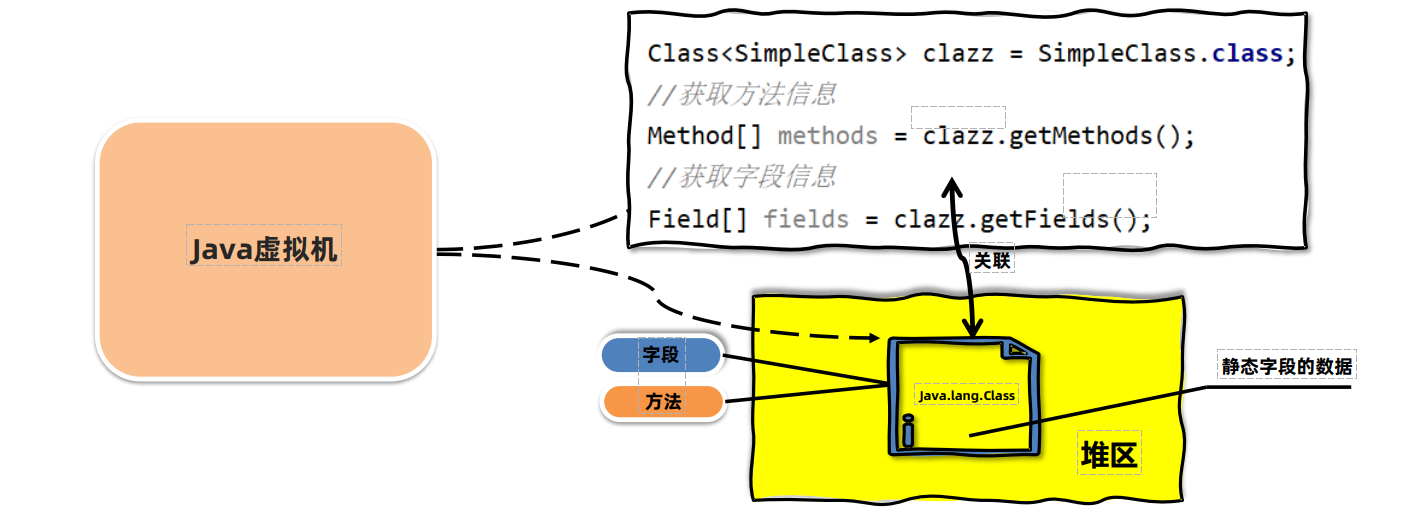 Class<SimpleClass> clazz = SimpleClass.class;
//获取方法信息
Method[] methods = clazz.getMethods();
//获取字段信息
Field[] fields = clazz.getFields();
Java虚拟机
关联
字段
方法
Java.lang.Class
静态字段的数据
堆区